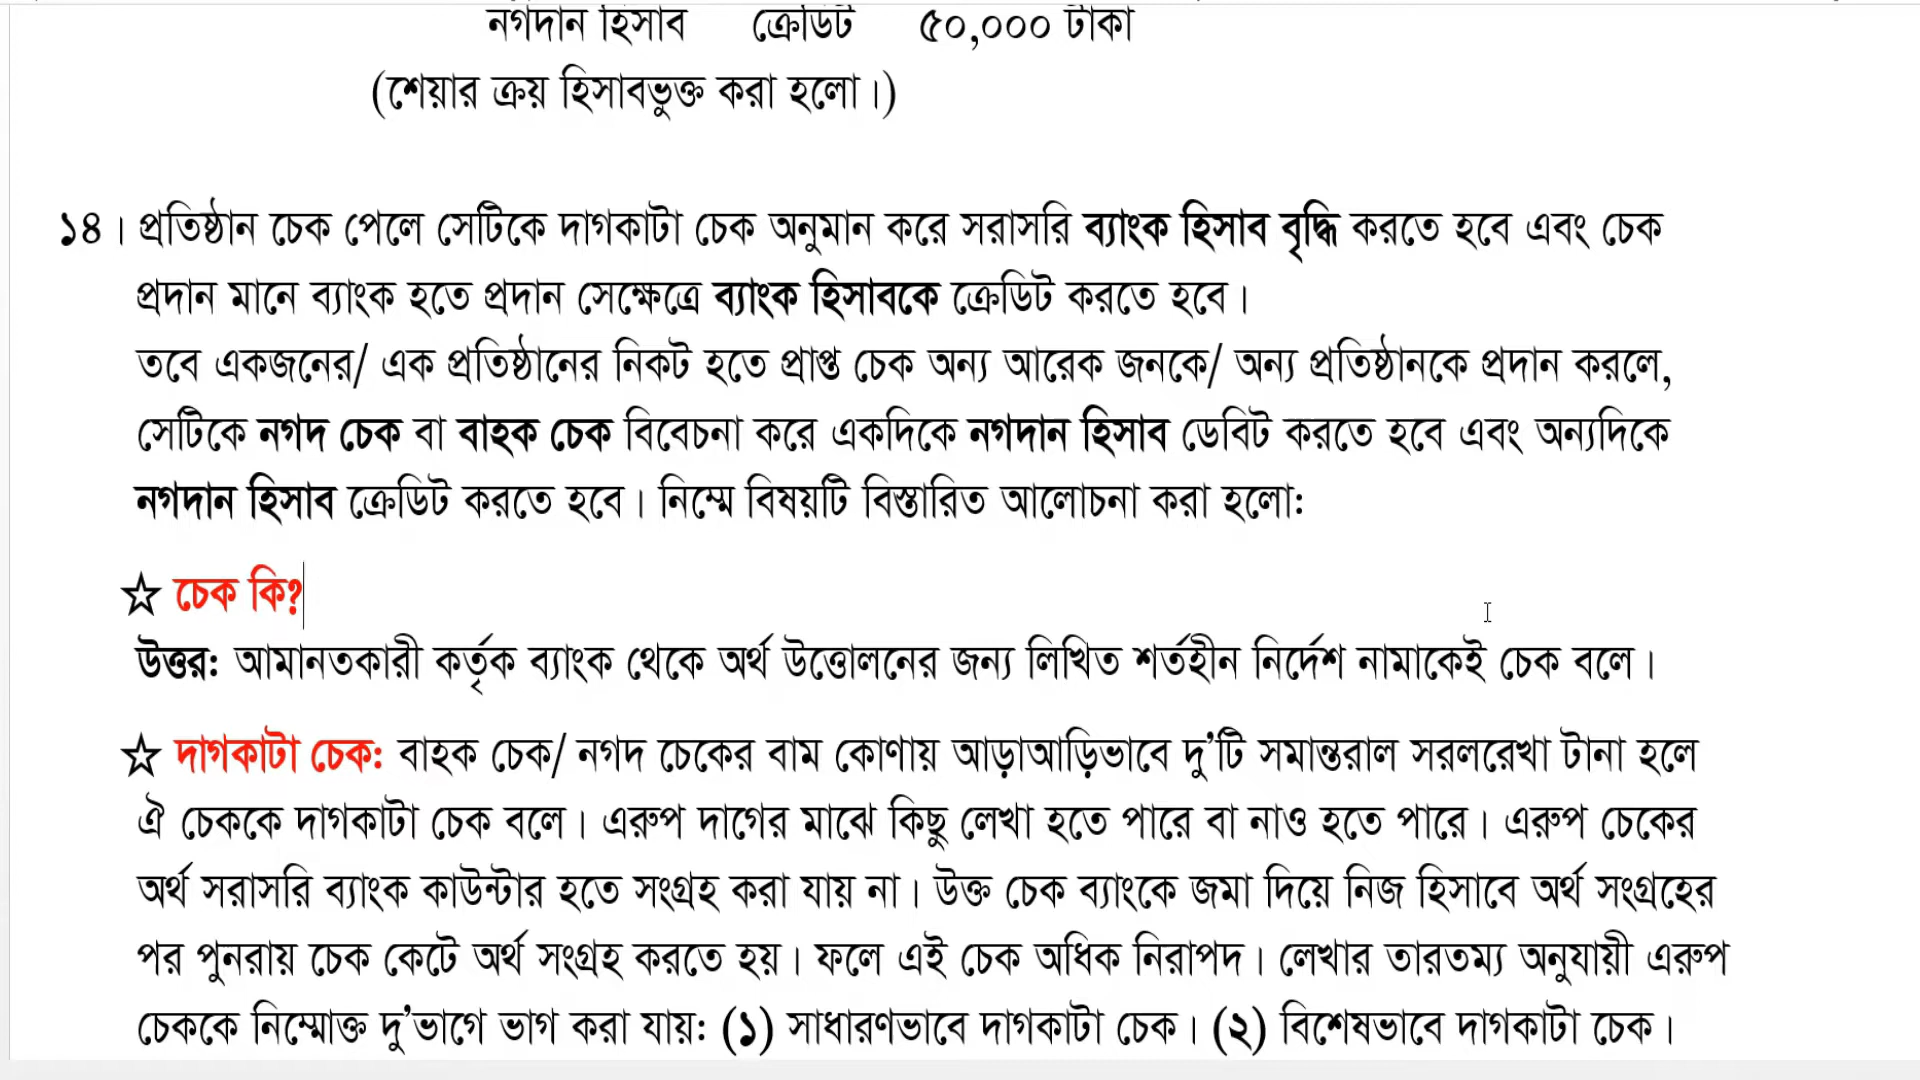 নগদান হিসাব ক্রেডিট ৫০,০০০ টাকা
(শেয়ার ক্রয় হিসাবভুক্ত করা হলো।)
১৪। প্রতিষ্ঠান চেক পেলে সেটিকে দাগকাটা চেক অনুমান করে সরাসরি ব্যাংক হিসাব বৃদ্ধি করতে হবে এবং চেক
প্রদান মানে ব্যাংক হতে প্রদান সেক্ষেত্রে ব্যাংক হিসাবকে ক্রেডিট করতে হবে।
তবে একজনের/ এক প্রতিষ্ঠানের নিকট হতে প্রাপ্ত চেক অন্য আরেক জনকে/ অন্য প্রতিষ্ঠানকে প্রদান করলে,
সেটিকে নগদ চেক বা বাহক চেক বিবেচনা করে একদিকে নগদান হিসাব ডেবিট করতে হবে এবং অন্যদিকে
নগদান হিসাব ক্রেডিট করতে হবে। নিম্মে বিষয়টি বিস্তারিত আলোচনা করা হলো:
☆ চেক কি?
উত্তর: আমানতকারী কর্তৃক ব্যাংক থেকে অর্থ উত্তোলনের জন্য লিখিত শর্তহীন নির্দেশ নামাকেই চেক বলে।
☆ দাগকাটা চেক: বাহক চেক/ নগদ চেকের বাম কোণায় আড়াআড়িভাবে দু’টি সমান্তরাল সরলরেখা টানা হলে
ঐ চেককে দাগকাটা চেক বলে। এরুপ দাগের মাঝে কিছু লেখা হতে পারে বা নাও হতে পারে। এরুপ চেকের
অর্থ সরাসরি ব্যাংক কাউন্টার হতে সংগ্রহ করা যায় না। উক্ত চেক ব্যাংকে জমা দিয়ে নিজ হিসাবে অর্থ সংগ্রহের
পর পুনরায় চেক কেটে অর্থ সংগ্রহ করতে হয়। ফলে এই চেক অধিক নিরাপদ। লেখার তারতম্য অনুযায়ী এরুপ
চেককে নিম্মোক্ত দু’ভাগে ভাগ করা যায়: (১) সাধারণভাবে দাগকাটা চেক। (২) বিশেষভাবে দাগকাটা চেক।